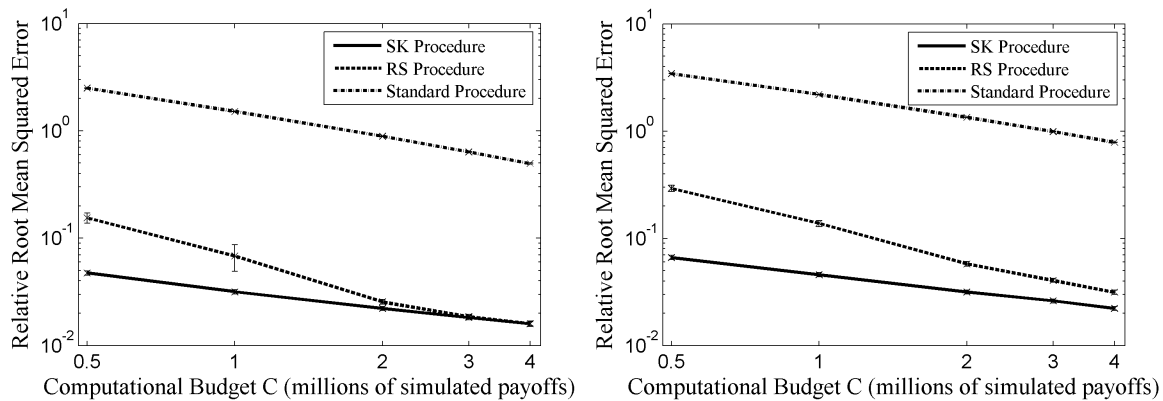 Relative Root Mean Squared Error
10^1
10^0
10^-1
10^-2
SK Procedure
RS Procedure
Standard Procedure
0.5 1 2 3 4
Computational Budget C (millions of simulated payoffs)
Relative Root Mean Squared Error
10^1
10^0
10^-1
10^-2
SK Procedure
RS Procedure
Standard Procedure
0.5 1 2 3 4
Computational Budget C (millions of simulated payoffs)